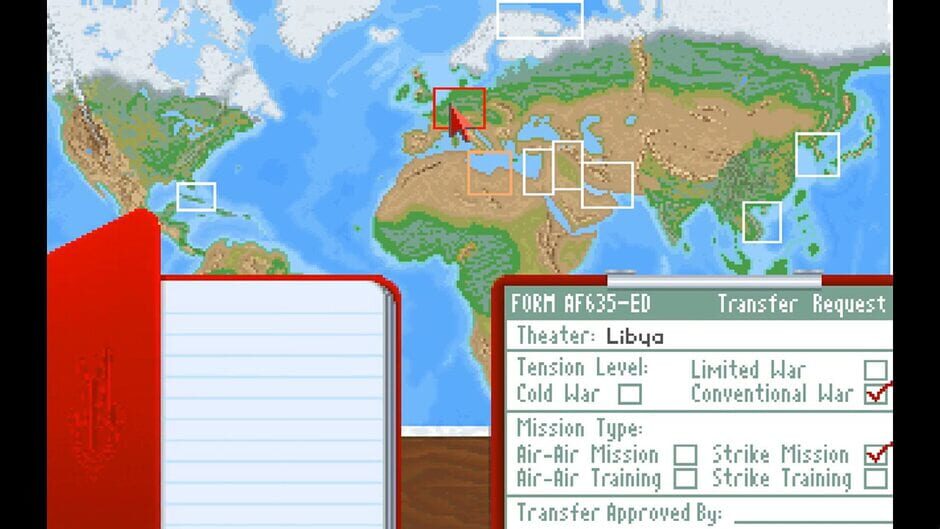 FORM AF635-ED Transfer Request
Theater: Libya
Tension Level: Limited War
Cold War Conventional War
Mission Type:
Air-Air Mission Strike Mission
Air-Air Training Strike Training
Transfer Approved By: